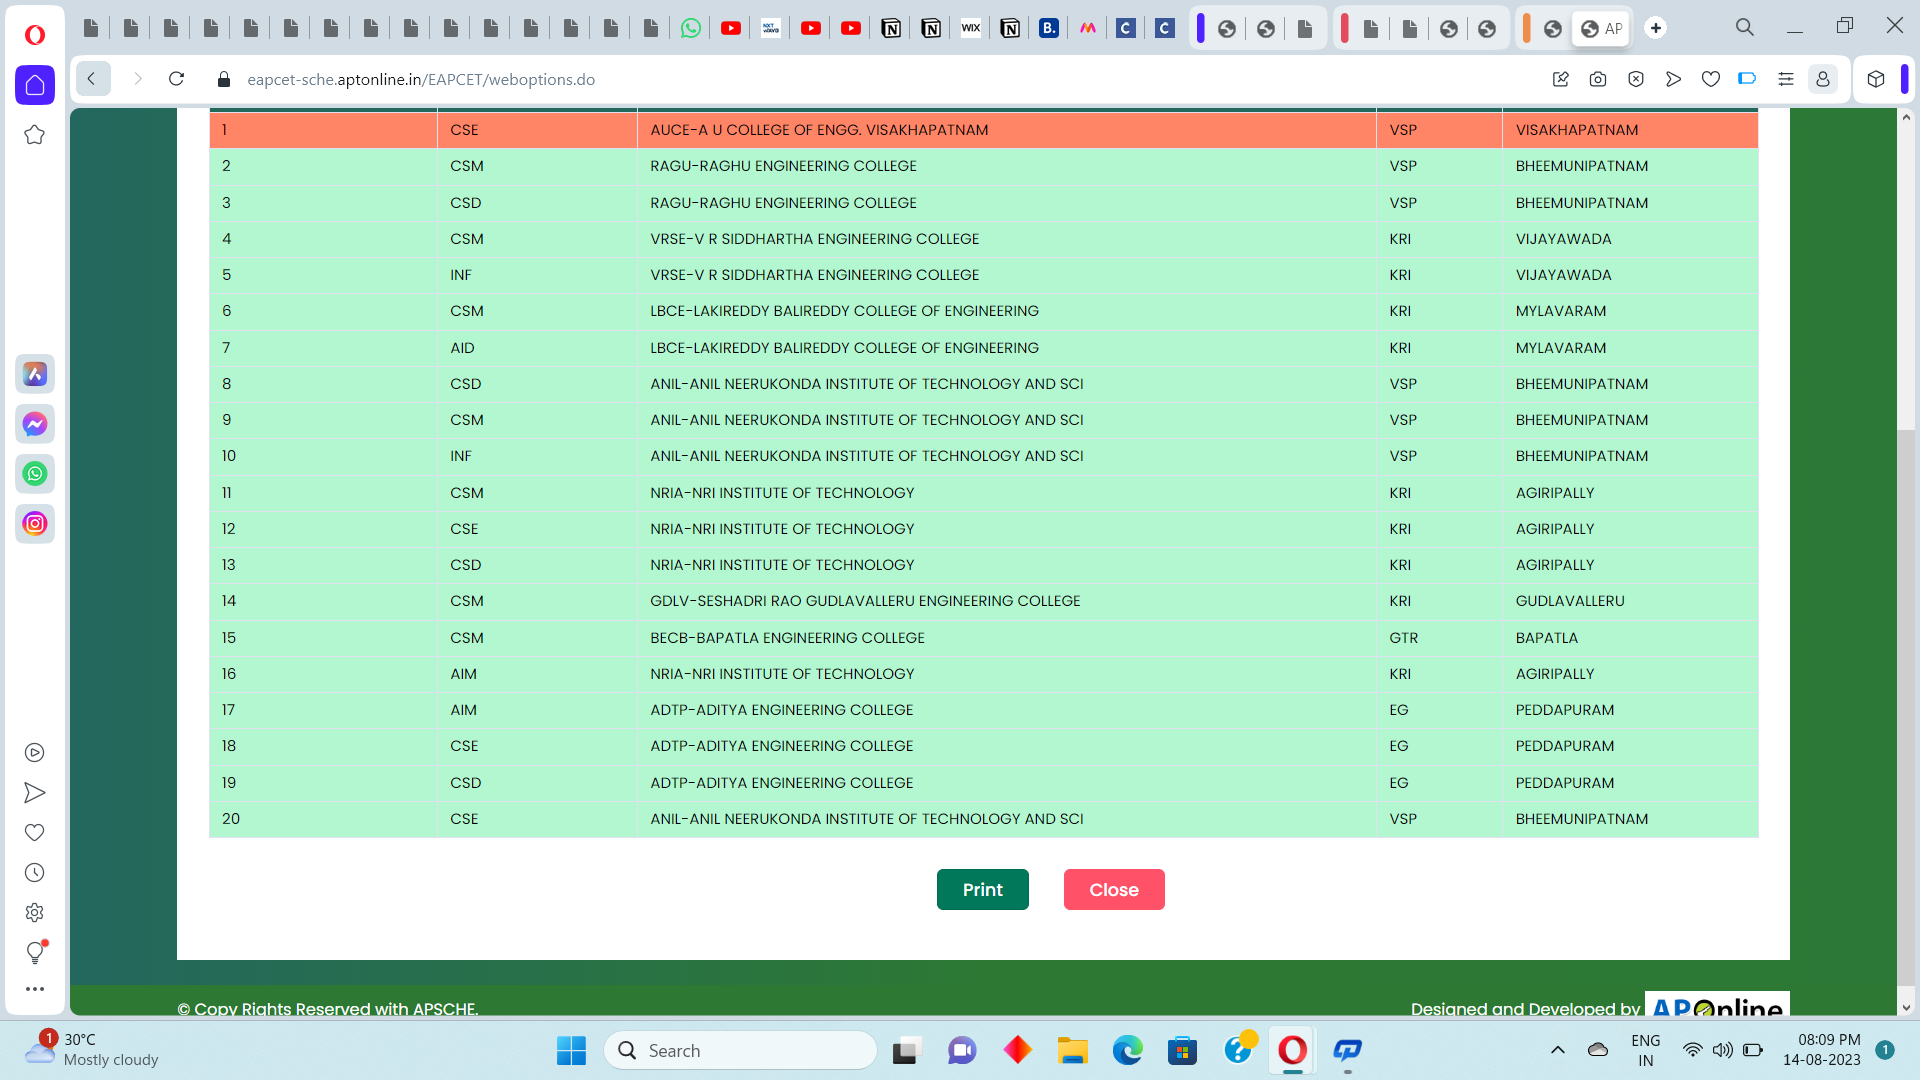 NXT WAVE
WIX
B.
C
C
AP
eapcet-sche.aptonline.in/EAPCET/weboptions.do
1 CSE AUCE-A U COLLEGE OF ENGG. VISAKHAPATNAM VSP VISAKHAPATNAM
2 CSM RAGU-RAGHU ENGINEERING COLLEGE VSP BHEEMUNIPATNAM
3 CSD RAGU-RAGHU ENGINEERING COLLEGE VSP BHEEMUNIPATNAM
4 CSM VRSE-V R SIDDHARTHA ENGINEERING COLLEGE KRI VIJAYAWADA
5 INF VRSE-V R SIDDHARTHA ENGINEERING COLLEGE KRI VIJAYAWADA
6 CSM LBCE-LAKIREDDY BALIREDDY COLLEGE OF ENGINEERING KRI MYLAVARAM
7 AID LBCE-LAKIREDDY BALIREDDY COLLEGE OF ENGINEERING KRI MYLAVARAM
8 CSD ANIL-ANIL NEERUKONDA INSTITUTE OF TECHNOLOGY AND SCI VSP BHEEMUNIPATNAM
9 CSM ANIL-ANIL NEERUKONDA INSTITUTE OF TECHNOLOGY AND SCI VSP BHEEMUNIPATNAM
10 INF ANIL-ANIL NEERUKONDA INSTITUTE OF TECHNOLOGY AND SCI VSP BHEEMUNIPATNAM
11 CSM NRIA-NRI INSTITUTE OF TECHNOLOGY KRI AGIRIPALLY
12 CSE NRIA-NRI INSTITUTE OF TECHNOLOGY KRI AGIRIPALLY
13 CSD NRIA-NRI INSTITUTE OF TECHNOLOGY KRI AGIRIPALLY
14 CSM GDLV-SESHADRI RAO GUDLAVALLERU ENGINEERING COLLEGE KRI GUDLAVALLERU
15 CSM BECB-BAPATLA ENGINEERING COLLEGE GTR BAPATLA
16 AIM NRIA-NRI INSTITUTE OF TECHNOLOGY KRI AGIRIPALLY
17 AIM ADTP-ADITYA ENGINEERING COLLEGE EG PEDDAPURAM
18 CSE ADTP-ADITYA ENGINEERING COLLEGE EG PEDDAPURAM
19 CSD ADTP-ADITYA ENGINEERING COLLEGE EG PEDDAPURAM
20 CSE ANIL-ANIL NEERUKONDA INSTITUTE OF TECHNOLOGY AND SCI VSP BHEEMUNIPATNAM
Print Close
© Copy Rights Reserved with APSCHE. Designed and Developed by APOnline
1 30°C
Mostly cloudy
Search
ENG
IN
08:09 PM
14-08-2023
1